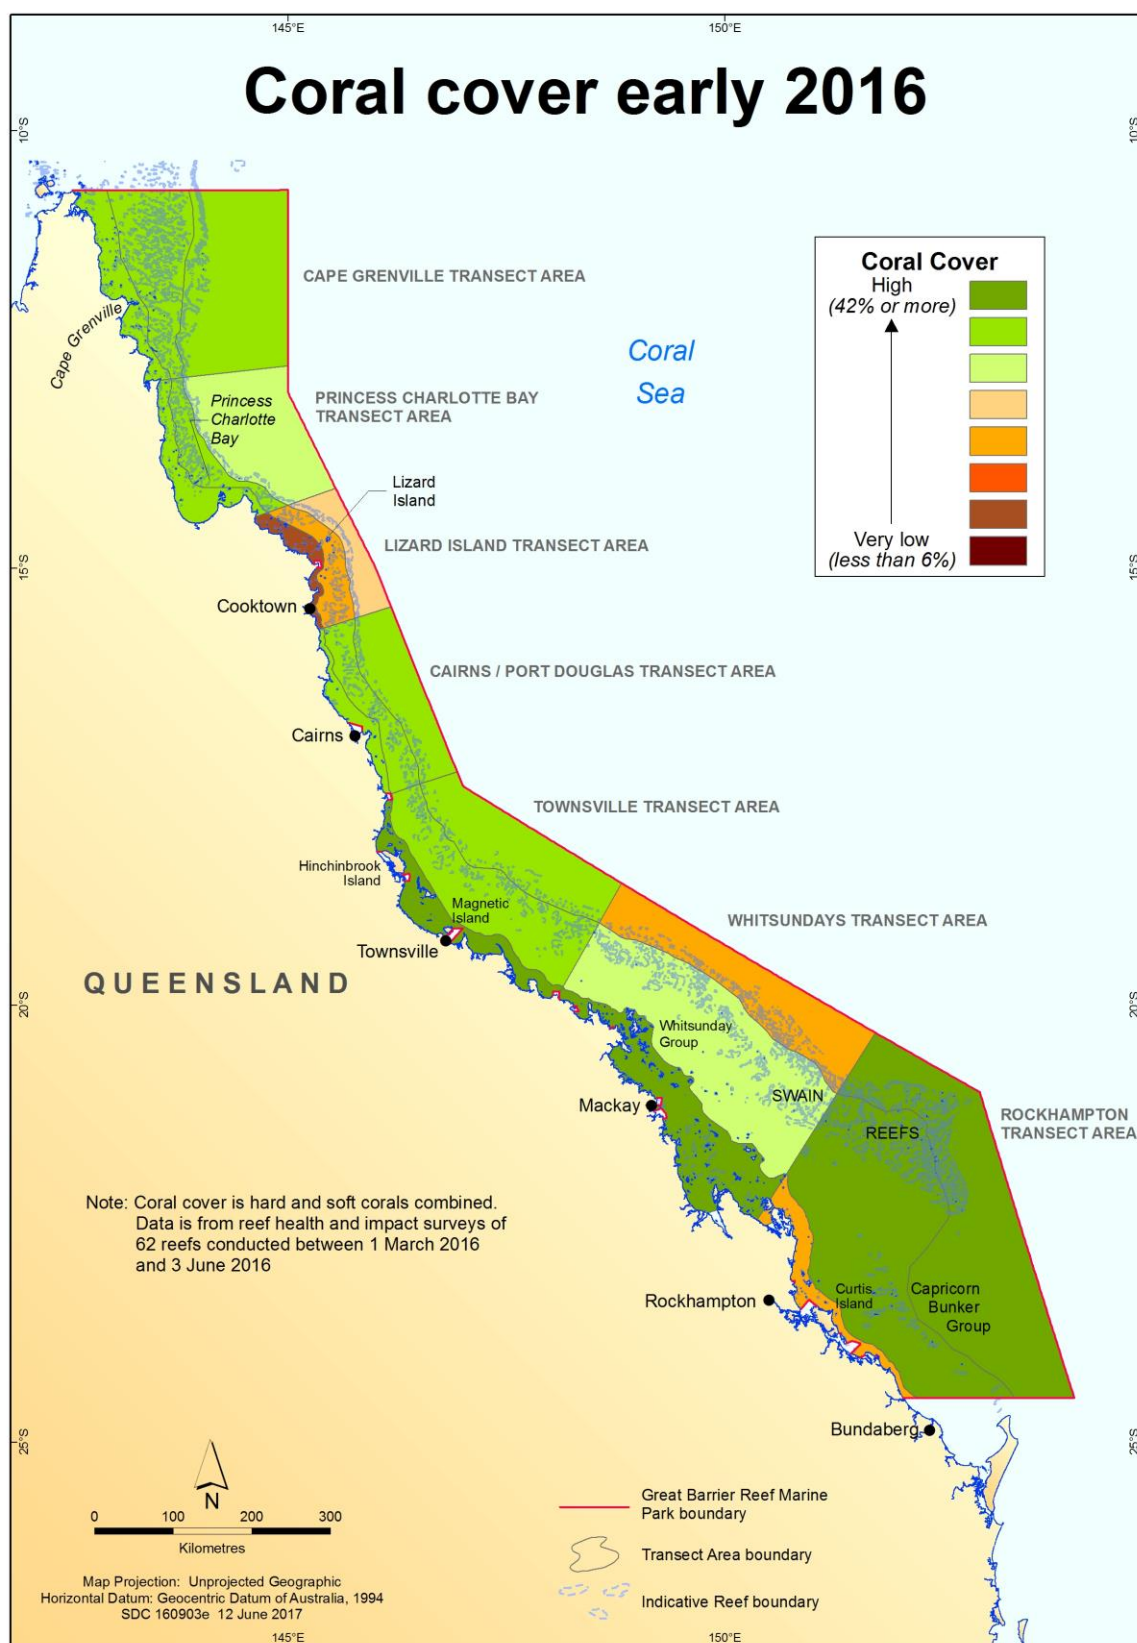 145°E
150°E
Coral cover early 2016
10°S
10°S
CAPE GRENVILLE TRANSECT AREA
Coral Cover
High
(42% or more)
Very low
(less than 6%)
Cape Grenville
Coral
Sea
PRINCESS CHARLOTTE BAY
TRANSECT AREA
Princess
Charlotte
Bay
Lizard
Island
LIZARD ISLAND TRANSECT AREA
15°S
15°S
Cooktown
CAIRNS / PORT DOUGLAS TRANSECT AREA
Cairns
TOWNSVILLE TRANSECT AREA
Hinchinbrook
Island
Magnetic
Island
Townsville
WHITSUNDAYS TRANSECT AREA
QUEENSLAND
20°S
20°S
Whitsunday
Group
Mackay
SWAIN
REEFS
ROCKHAMPTON
TRANSECT AREA
Note: Coral cover is hard and soft corals combined.
Data is from reef health and impact surveys of
62 reefs conducted between 1 March 2016
and 3 June 2016
Rockhampton
Curtis
Island
Capricorn
Bunker
Group
Bundaberg
25°S
25°S
N
0 100 200 300
Kilometres
Great Barrier Reef Marine
Park boundary
Transect Area boundary
Indicative Reef boundary
Map Projection: Unprojected Geographic
Horizontal Datum: Geocentric Datum of Australia, 1994
SDC 160903e 12 June 2017
145°E
150°E